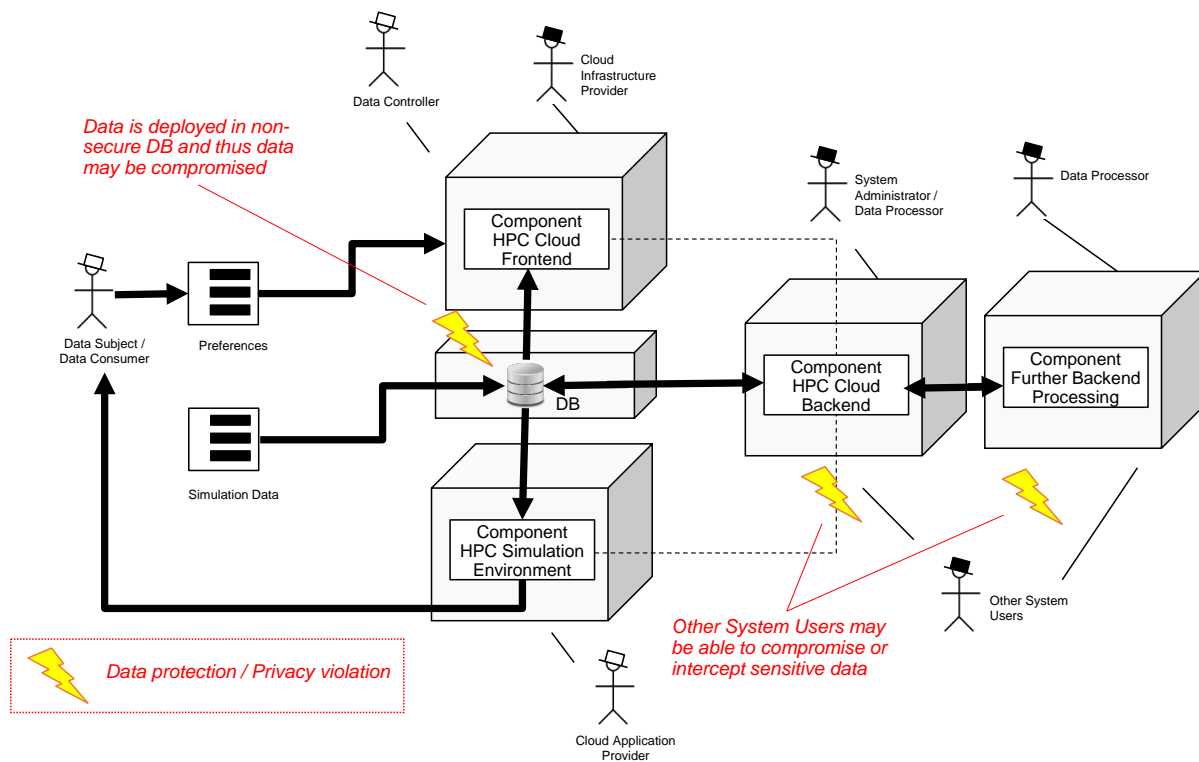 Cloud
Infrastructure
Provider
Data Controller
Data is deployed in non-
secure DB and thus data
may be compromised
System
Administrator /
Data Processor
Data Processor
Component
HPC Cloud
Frontend
Data Subject /
Data Consumer
Preferences
Component
HPC Cloud
Backend
Component
Further Backend
Processing
DB
Simulation Data
Component
HPC Simulation
Environment
Other System
Users
Other System Users may
be able to compromise or
intercept sensitive data
Data protection / Privacy violation
Cloud Application
Provider